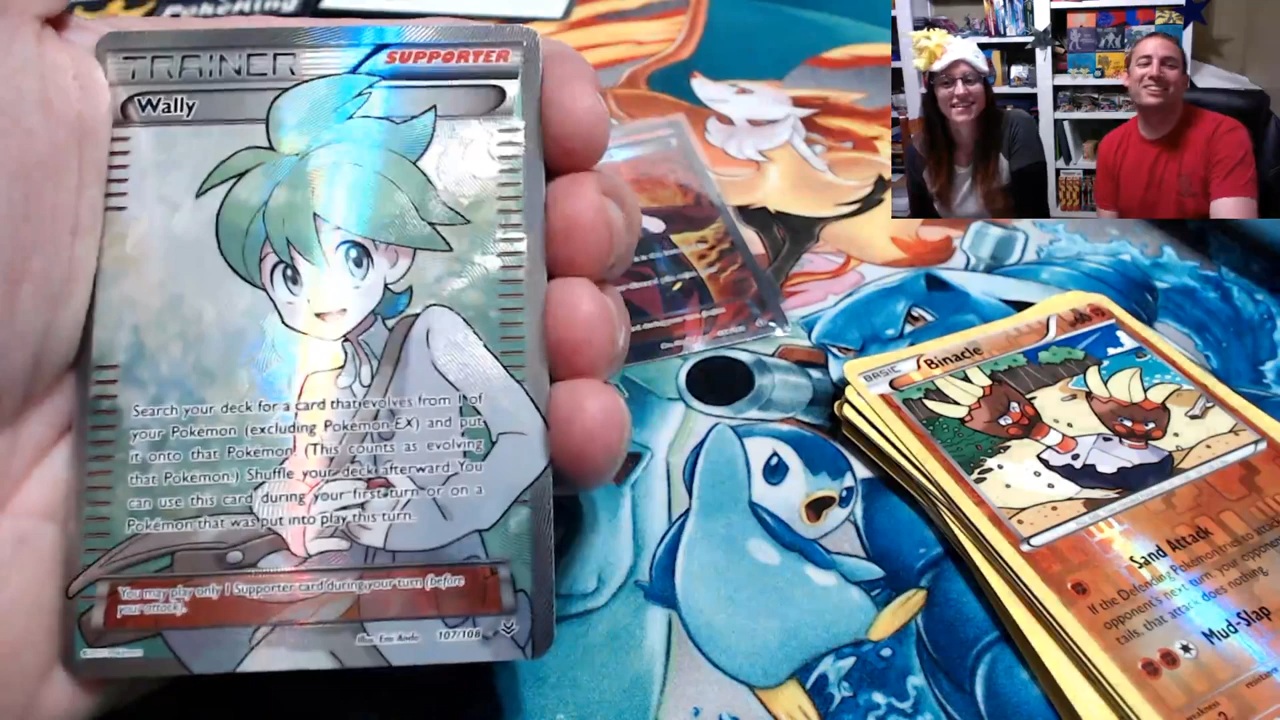 TRAINER
SUPPORTER
Wally
Search your deck for a card that evolves from 1 of
your Pokémon (excluding Pokémon-EX) and put
it onto that Pokémon. (This counts as evolving
that Pokémon.) Shuffle your deck afterward. You
can use this card during your first turn or on a
Pokémon that was put into play this turn.
You may play only 1 Supporter card during your turn (before
your attack).
107/108
BASIC
Binacle
Sand Attack
If the Defending Pokémon tries to attack
opponent's next turn, your opponent
tails, that attack does nothing.
Mud-Slap